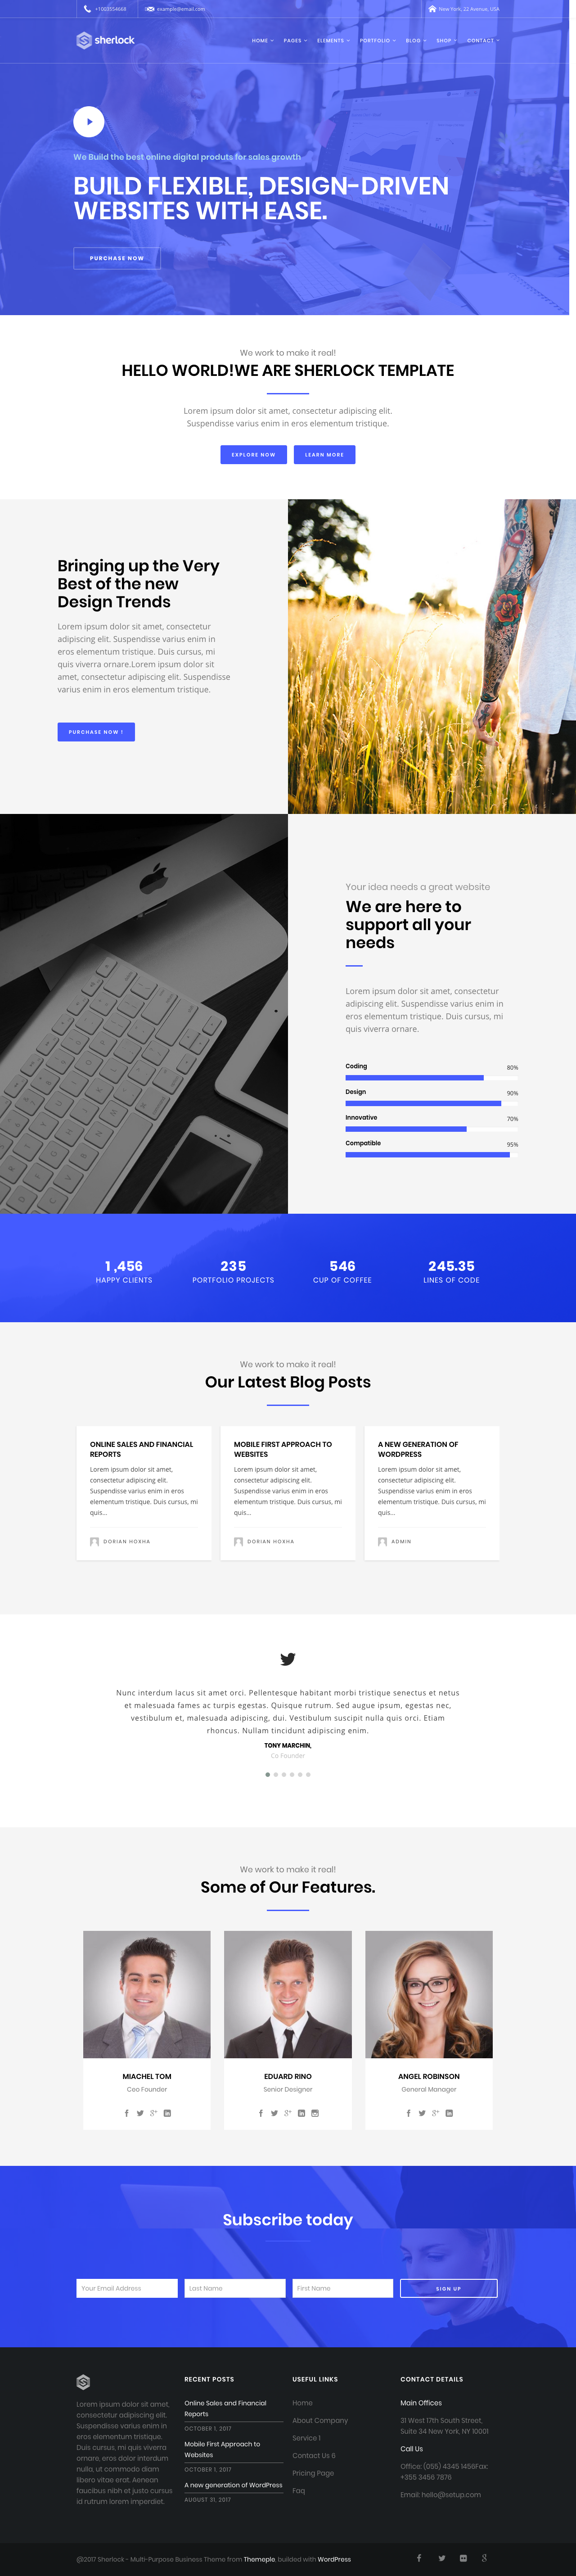 +1003554668
example@email.com
New York, 22 Avenue, USA
sherlock
HOME
PAGES
ELEMENTS
PORTFOLIO
BLOG
SHOP
CONTACT
We Build the best online digital produts for sales growth
BUILD FLEXIBLE, DESIGN-DRIVEN
WEBSITES WITH EASE.
PURCHASE NOW
We work to make it real!
HELLO WORLD!WE ARE SHERLOCK TEMPLATE
Lorem ipsum dolor sit amet, consectetur adipiscing elit.
Suspendisse varius enim in eros elementum tristique.
EXPLORE NOW
LEARN MORE
Bringing up the Very
Best of the new
Design Trends
Lorem ipsum dolor sit amet, consectetur
adipiscing elit. Suspendisse varius enim in
eros elementum tristique. Duis cursus, mi
quis viverra ornare.Lorem ipsum dolor sit
amet, consectetur adipiscing elit. Suspendisse
varius enim in eros elementum tristique.
PURCHASE NOW !
Your idea needs a great website
We are here to
support all your
needs
Lorem ipsum dolor sit amet, consectetur
adipiscing elit. Suspendisse varius enim in
eros elementum tristique. Duis cursus, mi
quis viverra ornare.
Coding 80%
Design 90%
Innovative 70%
Compatible 95%
1 ,456
HAPPY CLIENTS
235
PORTFOLIO PROJECTS
546
CUP OF COFFEE
245.35
LINES OF CODE
We work to make it real!
Our Latest Blog Posts
ONLINE SALES AND FINANCIAL
REPORTS
Lorem ipsum dolor sit amet,
consectetur adipiscing elit.
Suspendisse varius enim in eros
elementum tristique. Duis cursus, mi
quis...
DORIAN HOXHA
MOBILE FIRST APPROACH TO
WEBSITES
Lorem ipsum dolor sit amet,
consectetur adipiscing elit.
Suspendisse varius enim in eros
elementum tristique. Duis cursus, mi
quis...
DORIAN HOXHA
A NEW GENERATION OF
WORDPRESS
Lorem ipsum dolor sit amet,
consectetur adipiscing elit.
Suspendisse varius enim in eros
elementum tristique. Duis cursus, mi
quis...
ADMIN
Nunc interdum lacus sit amet orci. Pellentesque habitant morbi tristique senectus et netus
et malesuada fames ac turpis egestas. Quisque rutrum. Sed augue ipsum, egestas nec,
vestibulum et, malesuada adipiscing, dui. Vestibulum suscipit nulla quis orci. Etiam
rhoncus. Nullam tincidunt adipiscing enim.
TONY MARCHIN,
Co Founder
We work to make it real!
Some of Our Features.
MIACHEL TOM
Ceo Founder
EDUARD RINO
Senior Designer
ANGEL ROBINSON
General Manager
Subscribe today
Your Email Address
Last Name
First Name
SIGN UP
Lorem ipsum dolor sit amet,
consectetur adipiscing elit.
Suspendisse varius enim in
eros elementum tristique.
Duis cursus, mi quis viverra
ornare, eros dolor interdum
nulla, ut commodo diam
libero vitae erat. Aenean
faucibus nibh et justo cursus
id rutrum lorem imperdiet.
RECENT POSTS
Online Sales and Financial
Reports
OCTOBER 1, 2017
Mobile First Approach to
Websites
OCTOBER 1, 2017
A new generation of WordPress
AUGUST 31, 2017
USEFUL LINKS
Home
About Company
Service 1
Contact Us 6
Pricing Page
Faq
CONTACT DETAILS
Main Offices
31 West 17th South Street,
Suite 34 New York, NY 10001
Call Us
Office: (055) 4345 1456Fax:
+355 3456 7876
Email: hello@setup.com
@2017 Sherlock - Multi-Purpose Business Theme from Themeple, builded with WordPress